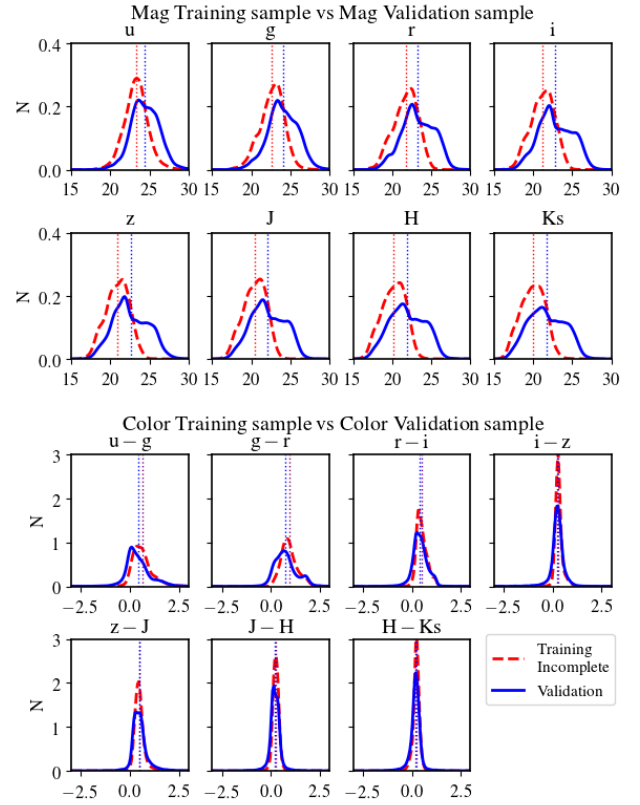 Mag Training sample vs Mag Validation sample
u g r i
0.4
N
0.2
0.0
15 20 25 30 15 20 25 30 15 20 25 30 15 20 25 30
z J H Ks
0.4
N
0.2
0.0
15 20 25 30 15 20 25 30 15 20 25 30 15 20 25 30
Color Training sample vs Color Validation sample
u − g g − r r − i i − z
3
2
N
1
0
−2.5 0.0 2.5 −2.5 0.0 2.5 −2.5 0.0 2.5 −2.5 0.0 2.5
z − J J − H H − Ks
3
2
N
1
0
−2.5 0.0 2.5 −2.5 0.0 2.5 −2.5 0.0 2.5
Training
Incomplete
Validation